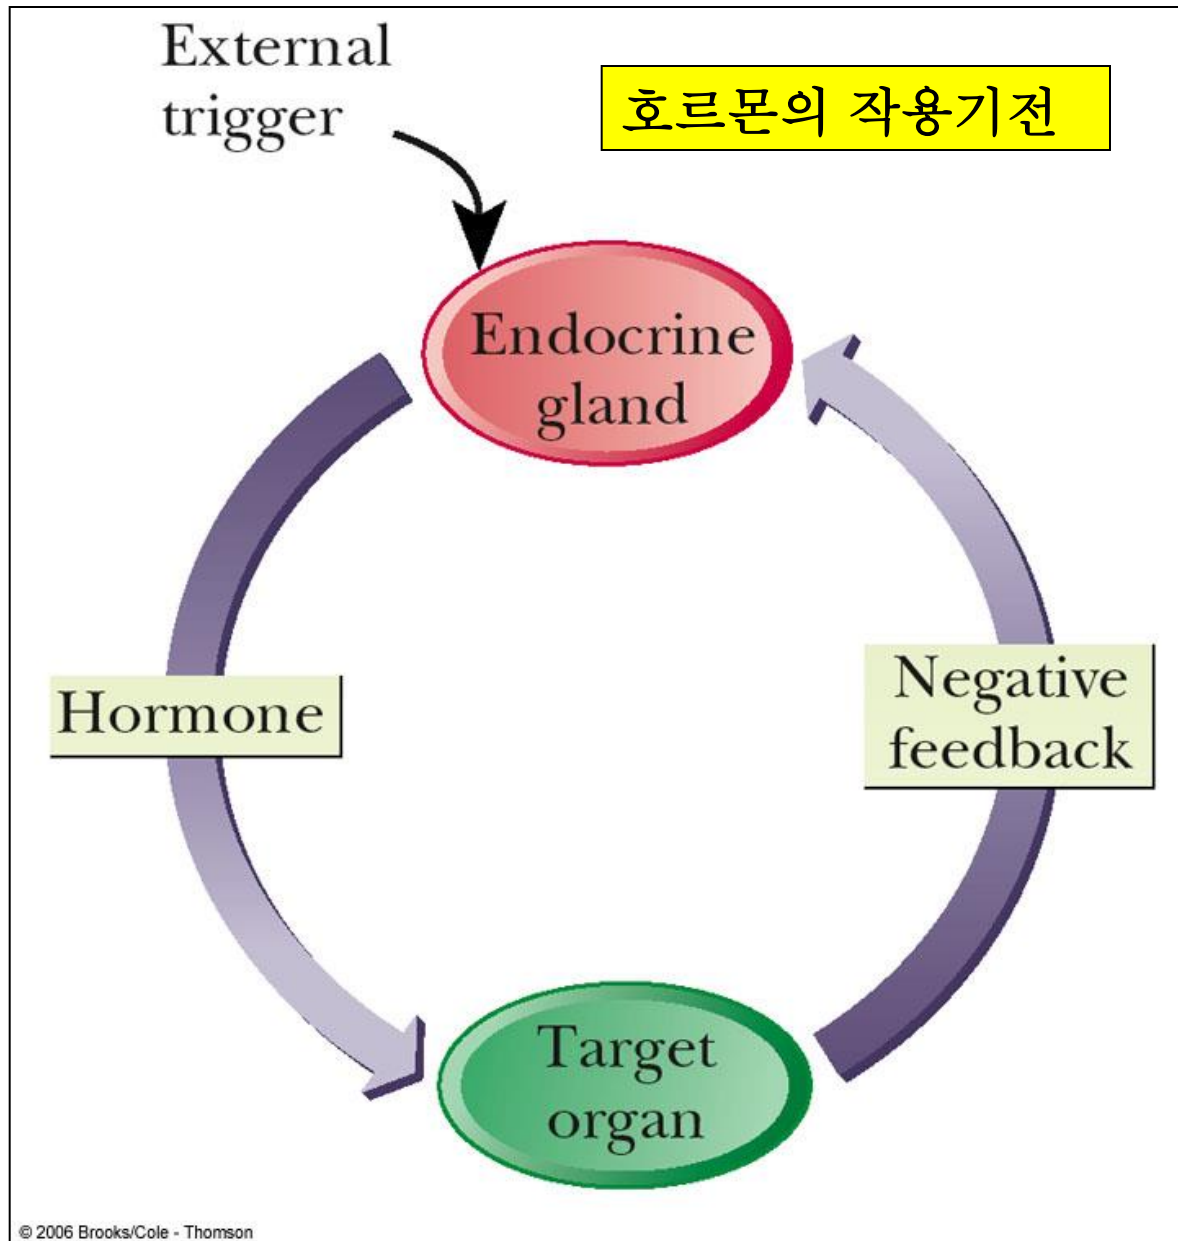 External
trigger
호르몬의 작용기전
Endocrine
gland
Hormone
Negative
feedback
Target
organ
© 2006 Brooks/Cole - Thomson